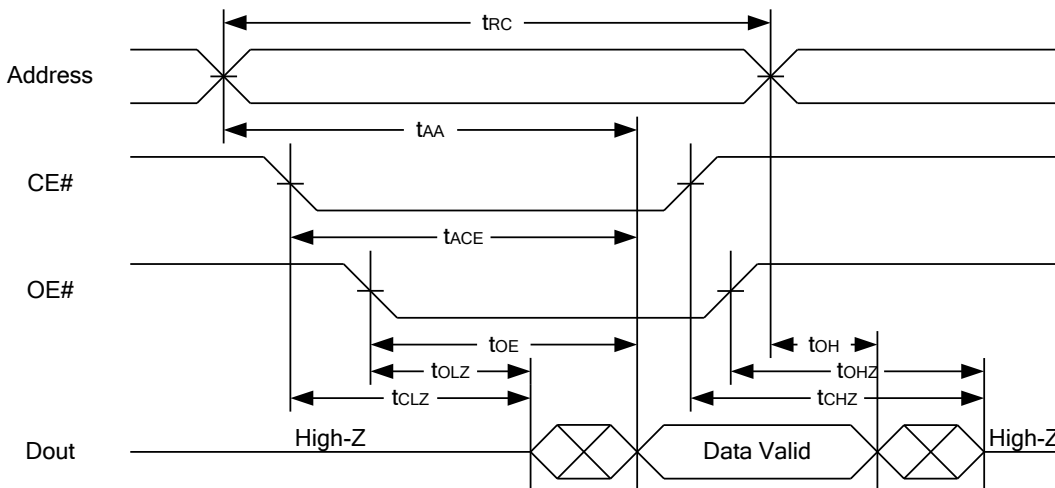 tRC
Address
tAA
CE#
tACE
OE#
tOE
tOH
tOLZ
tOHZ
tCLZ
tCHZ
High-Z
Data Valid
High-Z
Dout